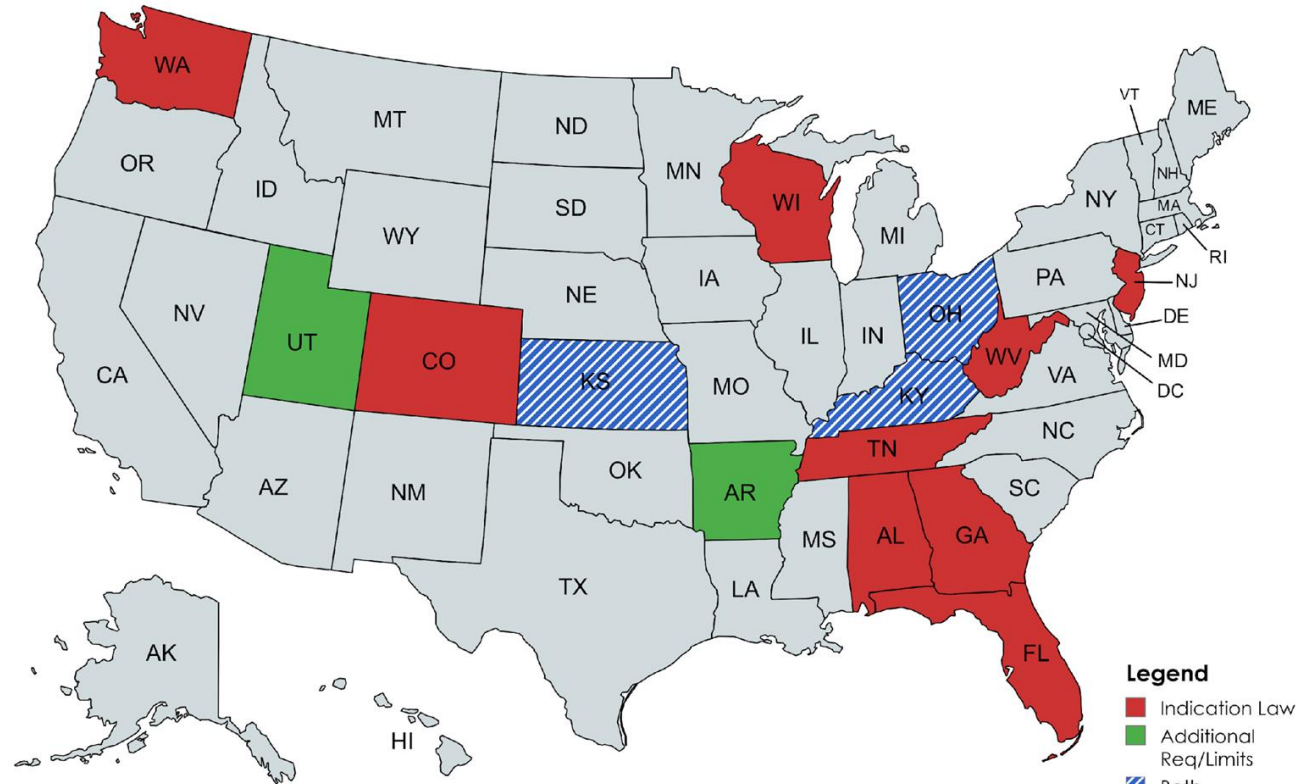 WA
MT
ND
MN
OR
ID
SD
WI
WY
MI
VT
ME
NH
NY
MA
CT
RI
IA
NE
PA
NJ
NV
UT
CO
KS
IL
IN
OH
DE
WV
MD
VA
DC
CA
MO
KY
NC
AZ
NM
OK
AR
TN
SC
MS
AL
GA
TX
LA
FL
AK
HI
Legend
Indication Law
Additional
Req/Limits
Both